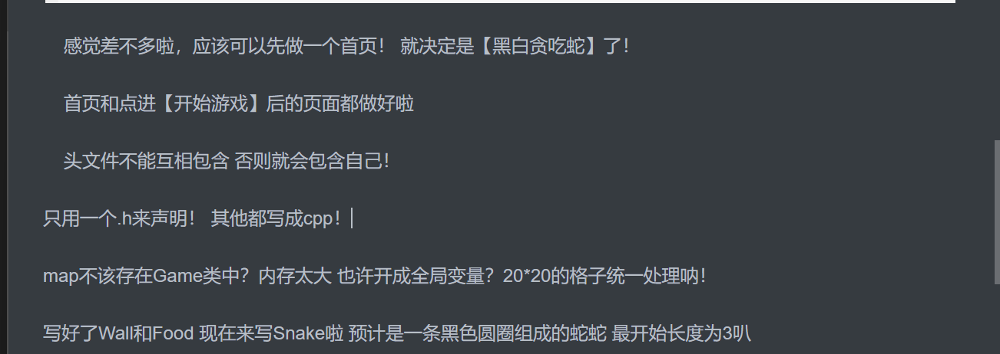 感觉差不多啦，应该可以先做一个首页！ 就决定是【黑白贪吃蛇】了！
首页和点进【开始游戏】后的页面都做好啦
头文件不能互相包含 否则就会包含自己！
只用一个.h来声明！ 其他都写成cpp！
map不该存在Game类中？内存太大 也许开成全局变量？20*20的格子统一处理呐！
写好了Wall和Food 现在来写Snake啦 预计是一条黑色圆圈组成的蛇蛇 最开始长度为3叭